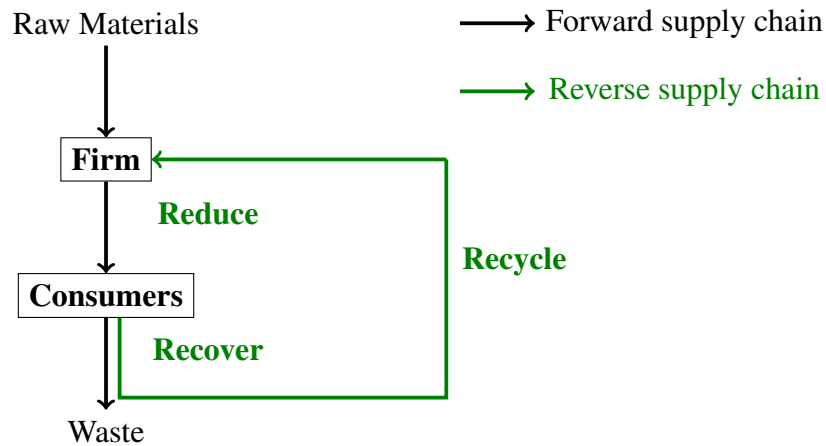 Raw Materials
Forward supply chain
Reverse supply chain
Firm
Reduce
Recycle
Consumers
Recover
Waste